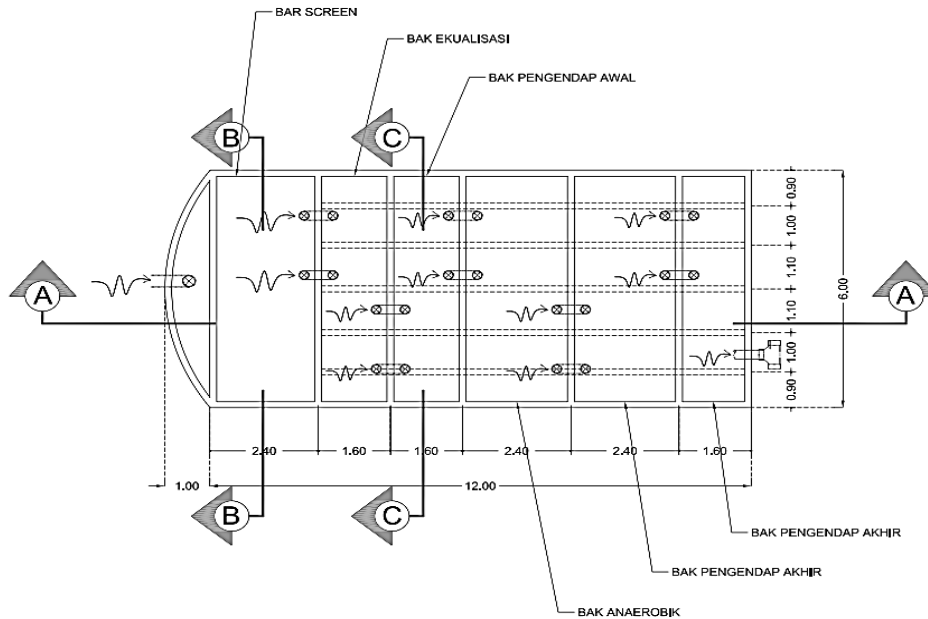 BAR SCREEN
BAK EKUALISASI
BAK PENGENDAP AWAL
B
C
0.90
1.00
1.10
A
6.00
A
1.10
1.00
0.90
2.40
1.60
1.60
2.40
2.40
1.60
1.00
12.00
B
C
BAK PENGENDAP AKHIR
BAK PENGENDAP AKHIR
BAK ANAEROBIK